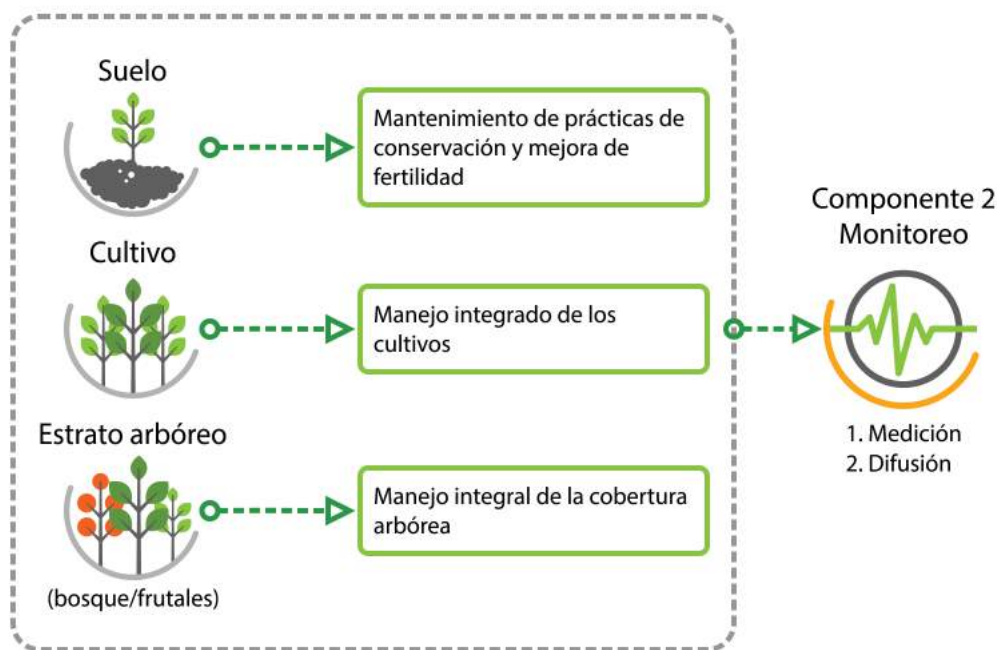 Suelo
Mantenimiento de prácticas de
conservación y mejora de
fertilidad
Cultivo
Manejo integrado de los
cultivos
Estrato arbóreo
(bosque/frutales)
Manejo integral de la cobertura
arbórea
Componente 2
Monitoreo
1. Medición
2. Difusión